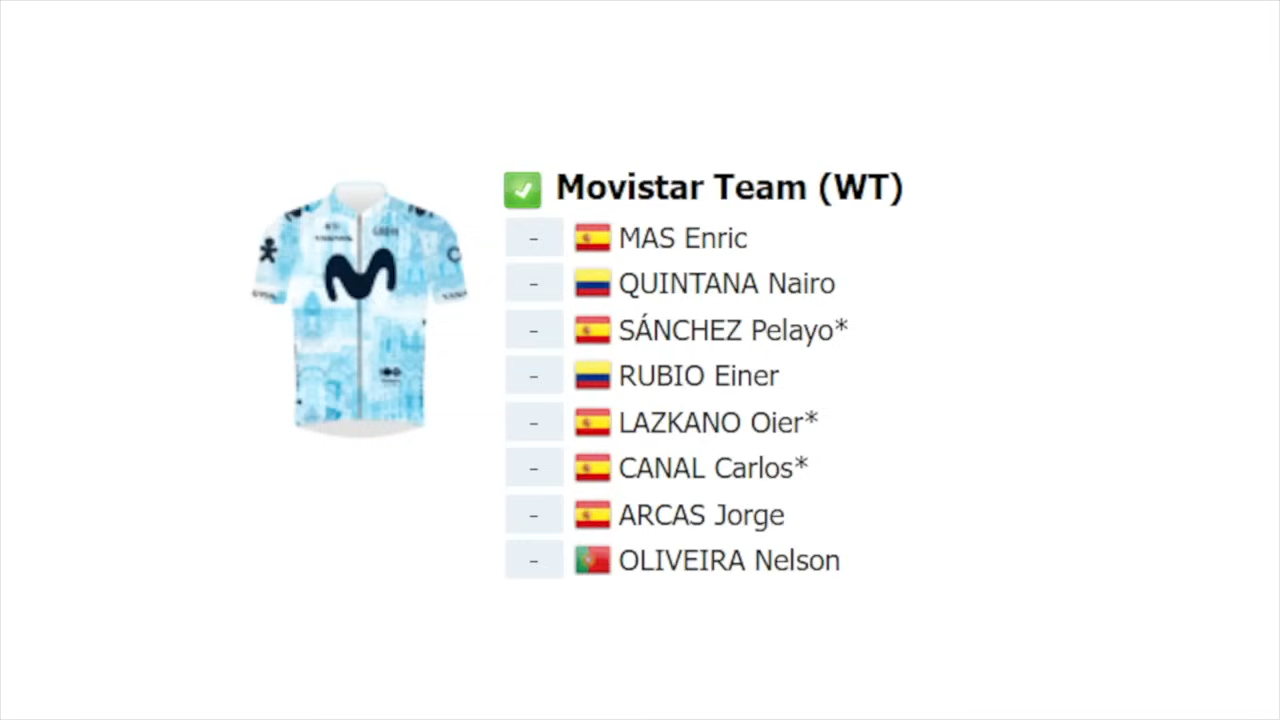 Movistar Team (WT)
- MAS Enric
- QUINTANA Nairo
- SÁNCHEZ Pelayo*
- RUBIO Einer
- LAZKANO Oier*
- CANAL Carlos*
- ARCAS Jorge
- OLIVEIRA Nelson